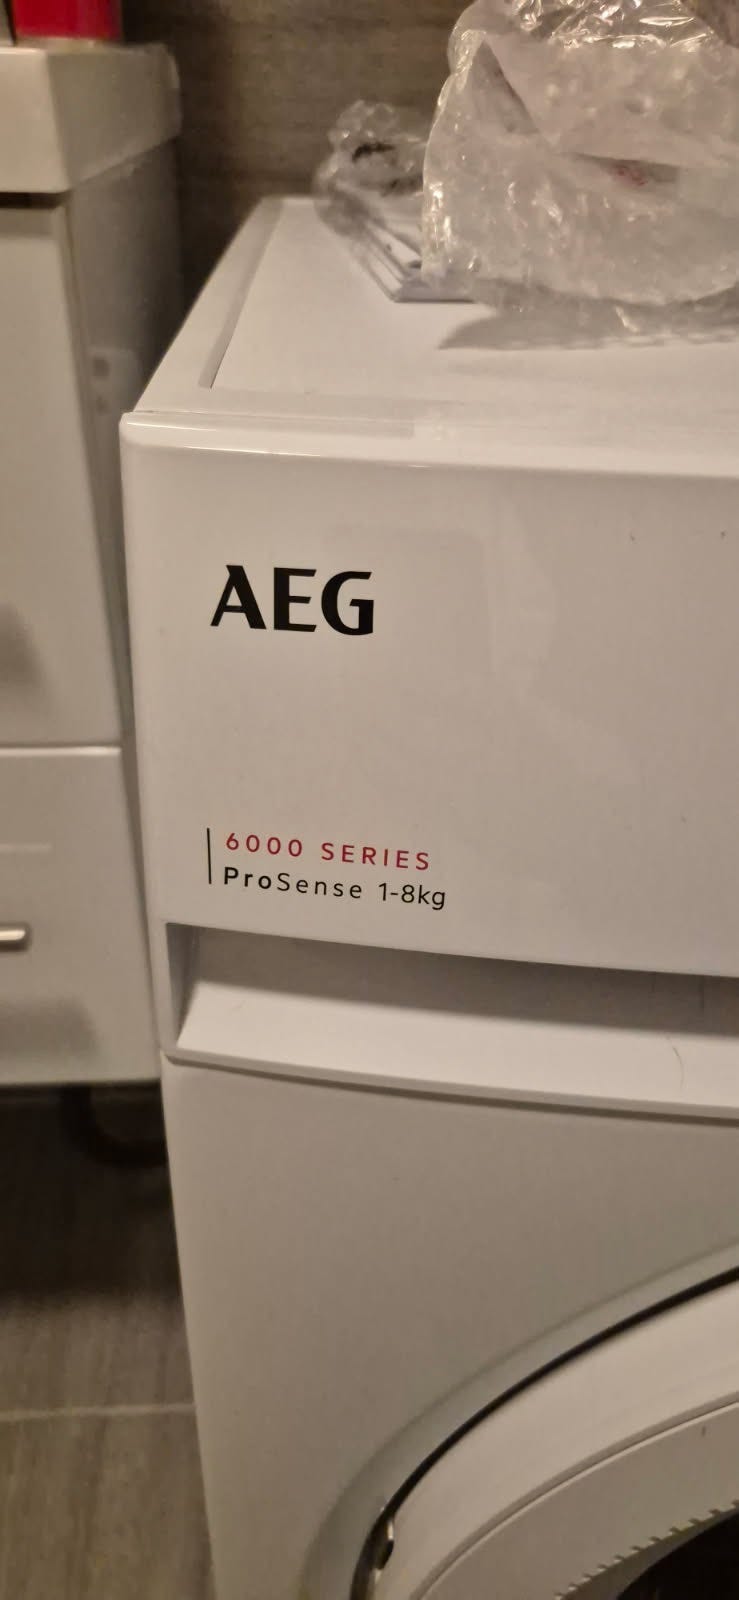 AEG
6000 SERIES
ProSense 1-8kg